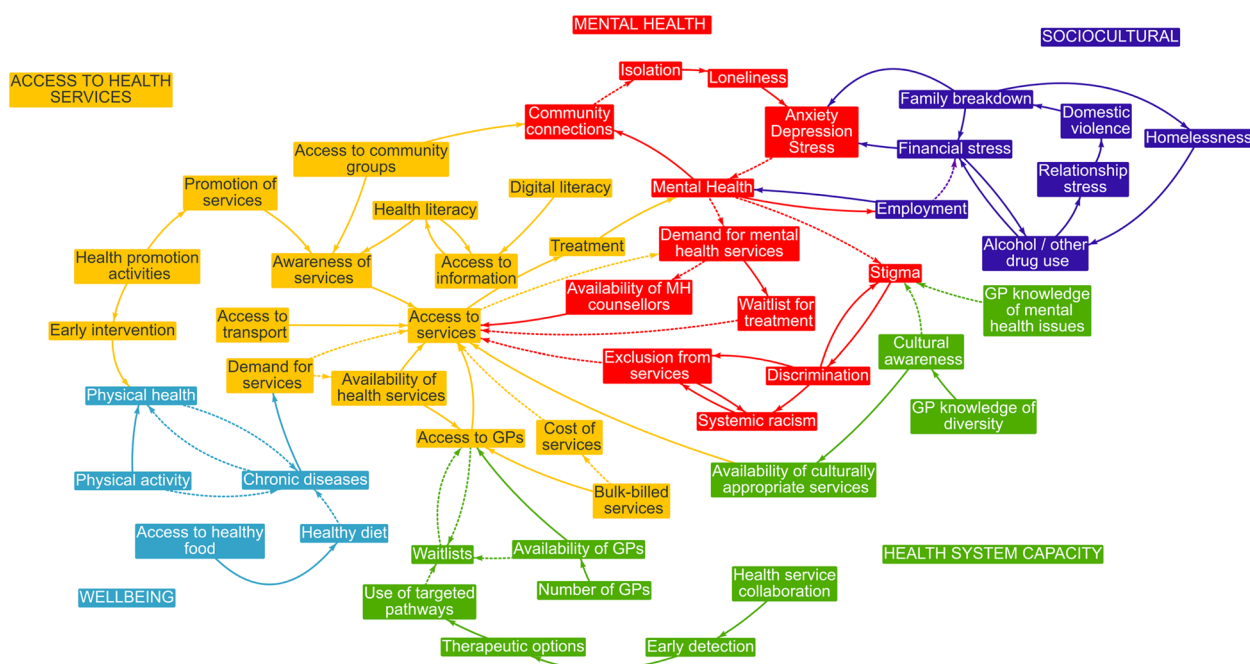 MENTAL HEALTH
SOCIOCULTURAL
ACCESS TO HEALTH
SERVICES
Isolation
Loneliness
Family breakdown
Community
connections
Anxiety
Depression
Stress
Domestic
violence
Homelessness
Financial stress
Access to community
groups
Promotion of
services
Digital literacy
Mental Health
Relationship
stress
Health literacy
Employment
Treatment
Demand for mental
health services
Alcohol / other
drug use
Health promotion
activities
Awareness of
services
Access to
information
Stigma
Availability of MH
counsellors
Waitlist for
treatment
GP knowledge
of mental
health issues
Early intervention
Access to
transport
Access to
services
Cultural
awareness
Demand for
services
Availability of
health services
Exclusion from
services
Discrimination
Physical health
Systemic racism
GP knowledge of
diversity
Access to GPs
Cost of
services
Physical activity
Chronic diseases
Availability of culturally
appropriate services
Bulk-billed
services
Access to healthy
food
Healthy diet
Waitlists
Availability of GPs
HEALTH SYSTEM CAPACITY
WELLBEING
Use of targeted
pathways
Number of GPs
Health service
collaboration
Therapeutic options
Early detection